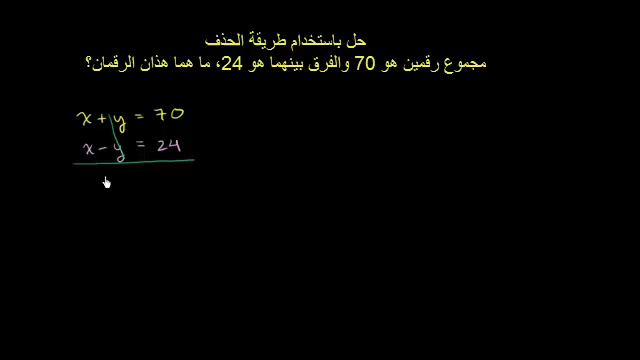 حل باستخدام طريقة الحذف
مجموع رقمين هو 70 والفرق بينهما هو 24، ما هما هذان الرقمان؟
x + y = 70
x - y = 24